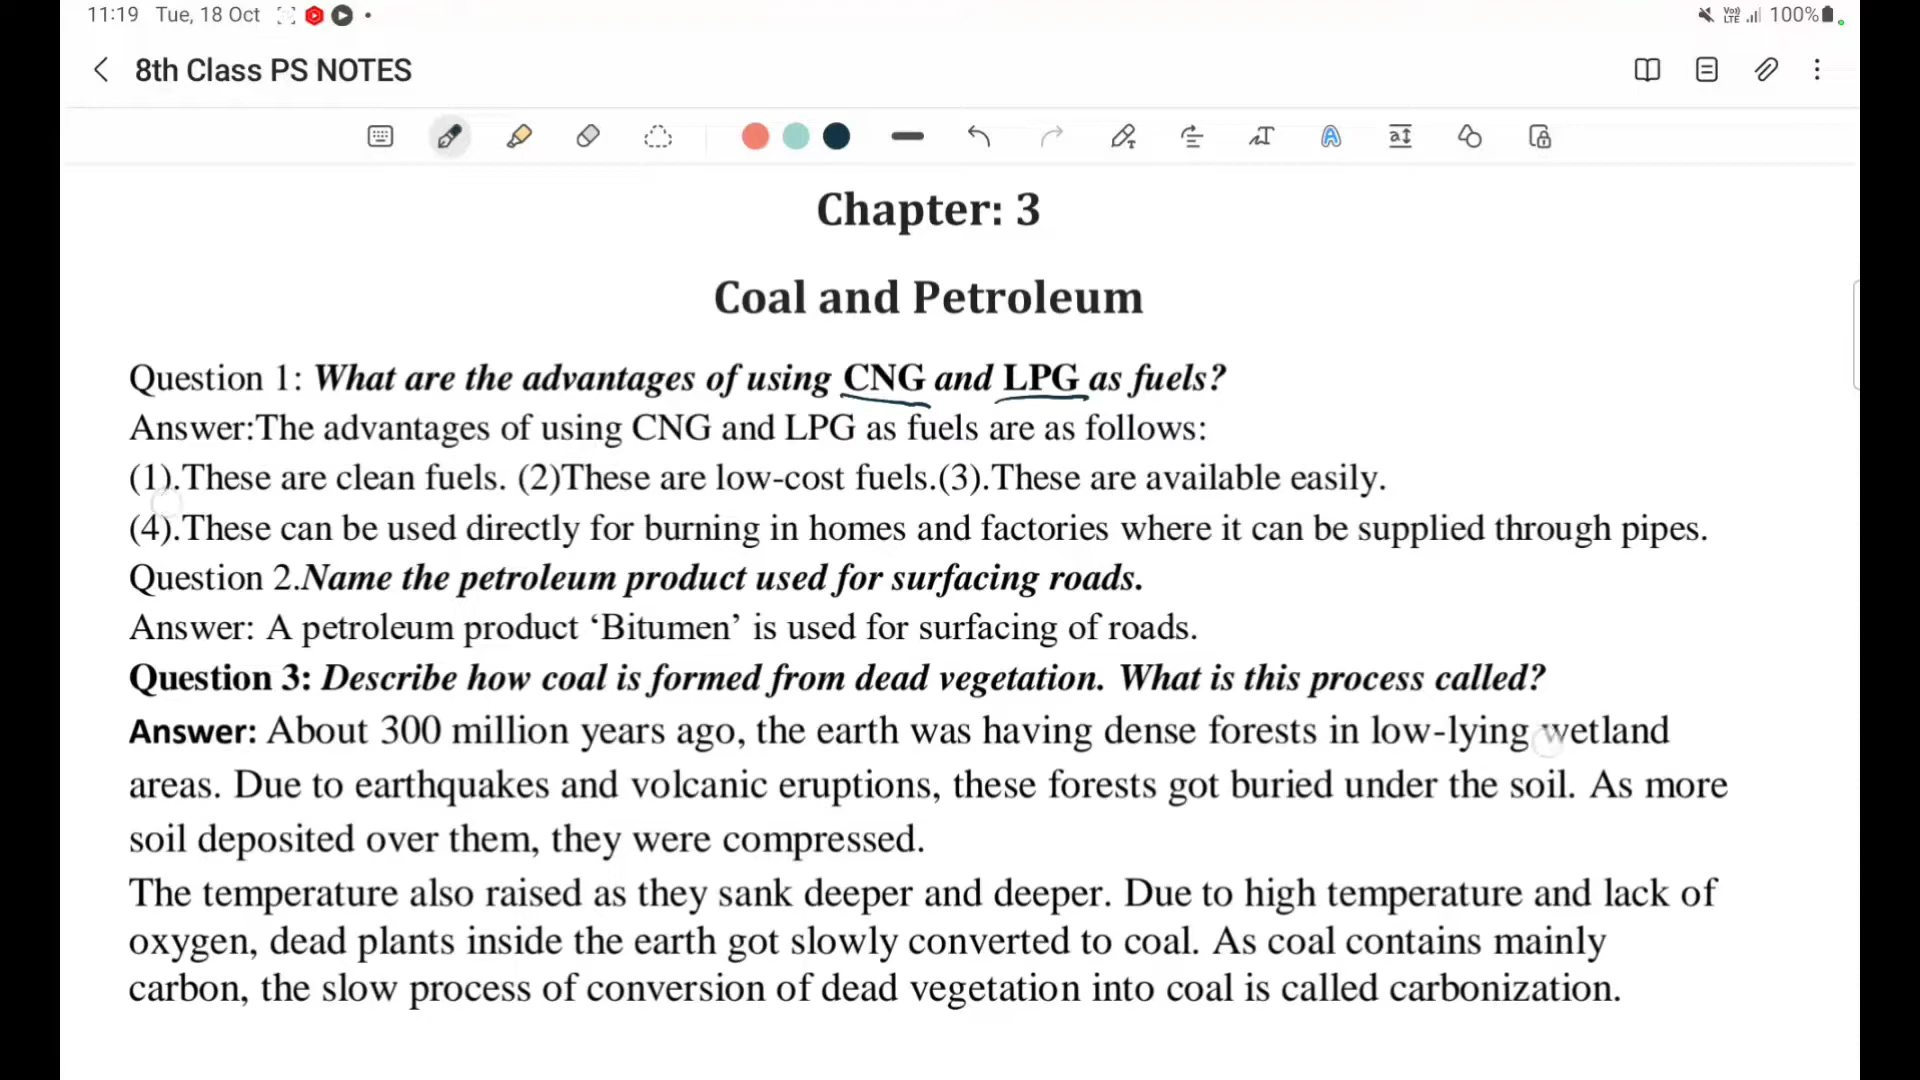 11:19 Tue, 18 Oct
Vo)) LTE 100%
8th Class PS NOTES
Chapter: 3
Coal and Petroleum
Question 1: What are the advantages of using CNG and LPG as fuels?
Answer:The advantages of using CNG and LPG as fuels are as follows:
(1).These are clean fuels. (2)These are low-cost fuels.(3).These are available easily.
(4).These can be used directly for burning in homes and factories where it can be supplied through pipes.
Question 2.Name the petroleum product used for surfacing roads.
Answer: A petroleum product ‘Bitumen’ is used for surfacing of roads.
Question 3: Describe how coal is formed from dead vegetation. What is this process called?
Answer: About 300 million years ago, the earth was having dense forests in low-lying wetland
areas. Due to earthquakes and volcanic eruptions, these forests got buried under the soil. As more
soil deposited over them, they were compressed.
The temperature also raised as they sank deeper and deeper. Due to high temperature and lack of
oxygen, dead plants inside the earth got slowly converted to coal. As coal contains mainly
carbon, the slow process of conversion of dead vegetation into coal is called carbonization.